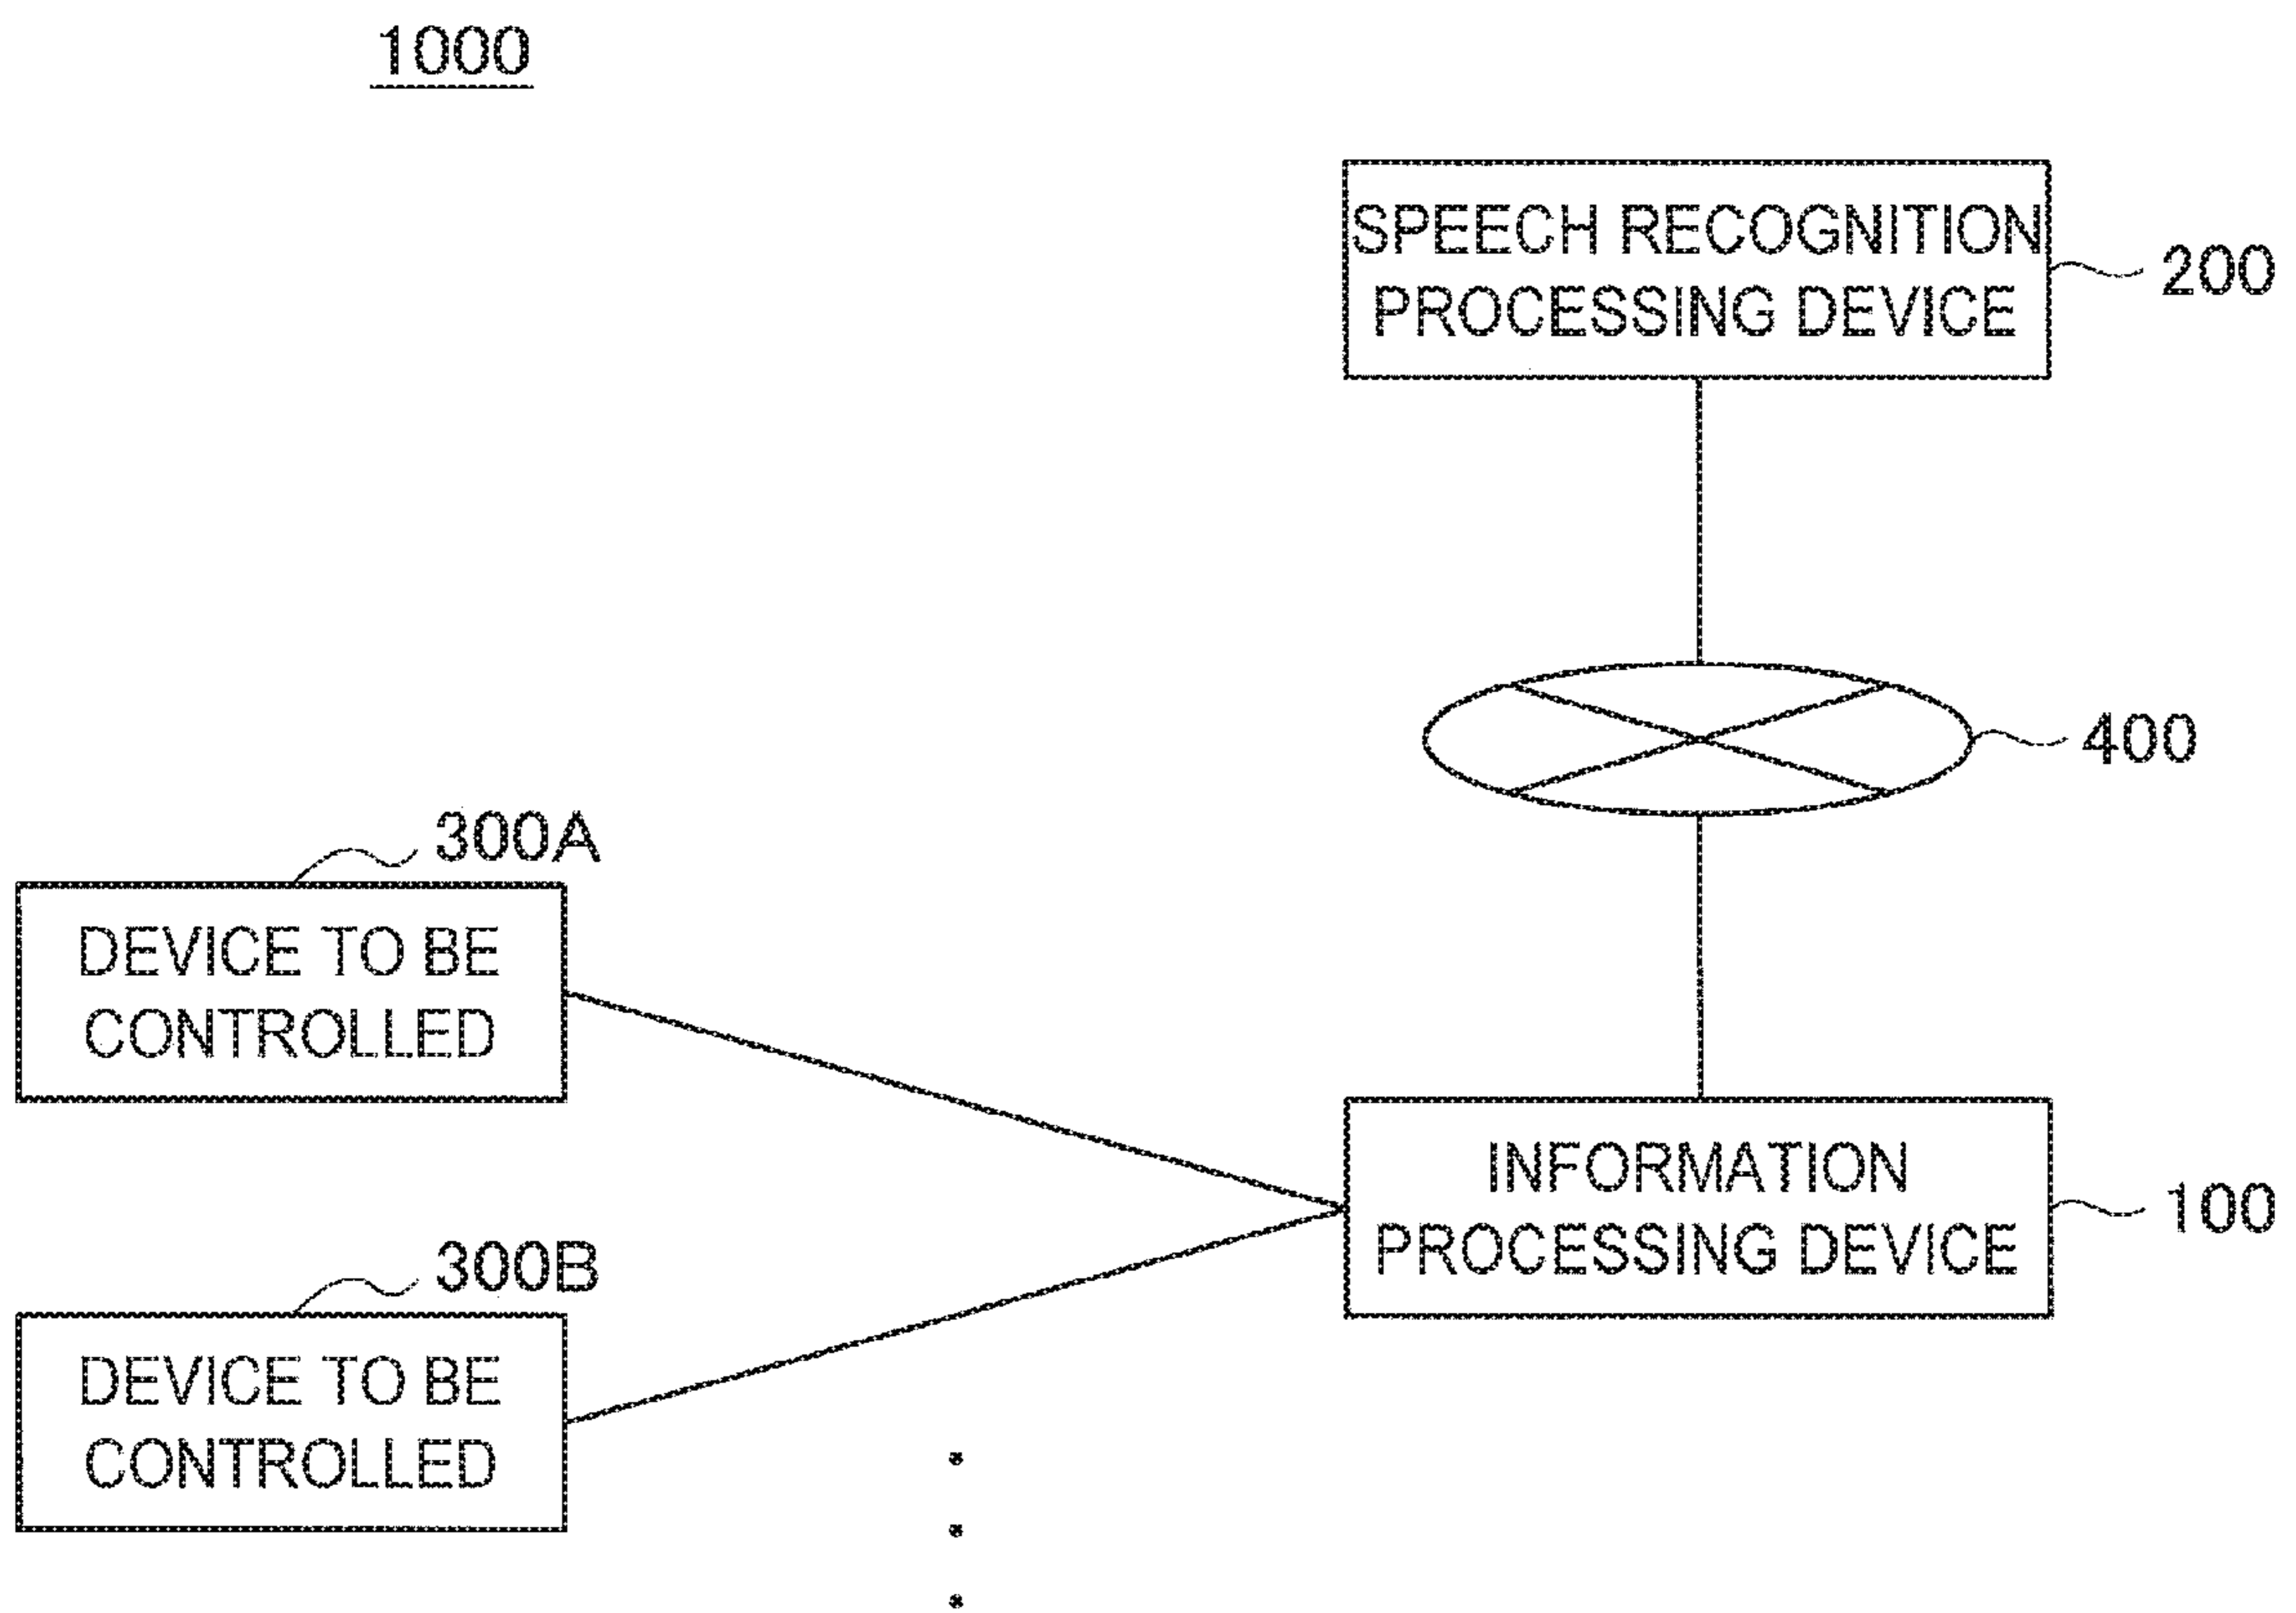 1000
SPEECH RECOGNITION
PROCESSING DEVICE
200
400
300A
DEVICE TO BE
CONTROLLED
INFORMATION
PROCESSING DEVICE
100
300B
DEVICE TO BE
CONTROLLED